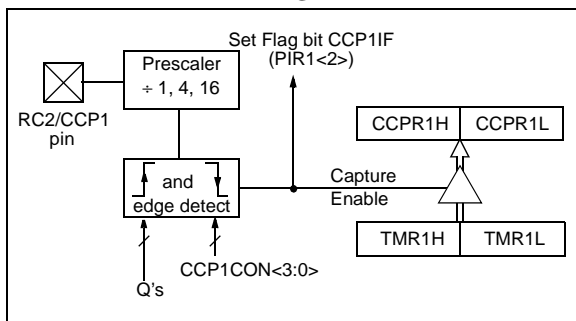 Set Flag bit CCP1IF
(PIR1<2>)
Prescaler
÷ 1, 4, 16
RC2/CCP1
pin
CCPR1H
CCPR1L
and
edge detect
Capture
Enable
TMR1H
TMR1L
CCP1CON<3:0>
Q's